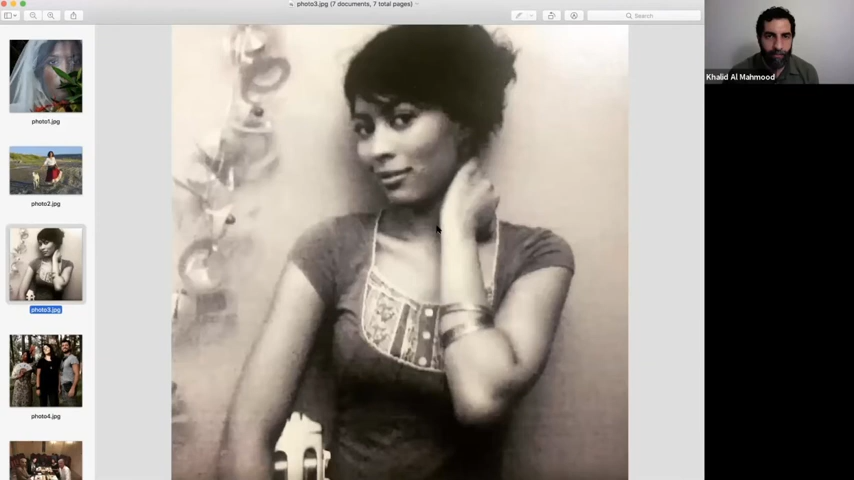 photo3.jpg (7 documents, 7 total pages)
Search
Khalid Al Mahmood
photo1.jpg
photo2.jpg
photo3.jpg
photo4.jpg